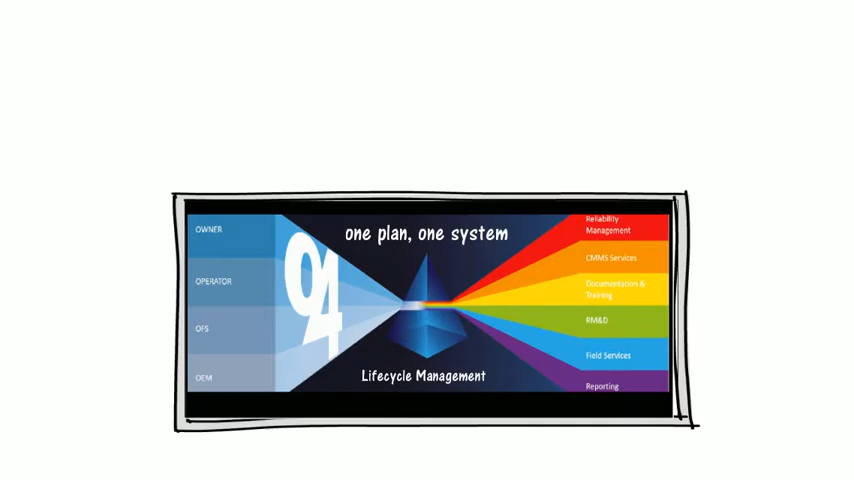 OWNER
OPERATOR
OFS
OEM
one plan, one system
Lifecycle Management
Reliability
Management
CMMS Services
Documentation &
Training
RM&D
Field Services
Reporting